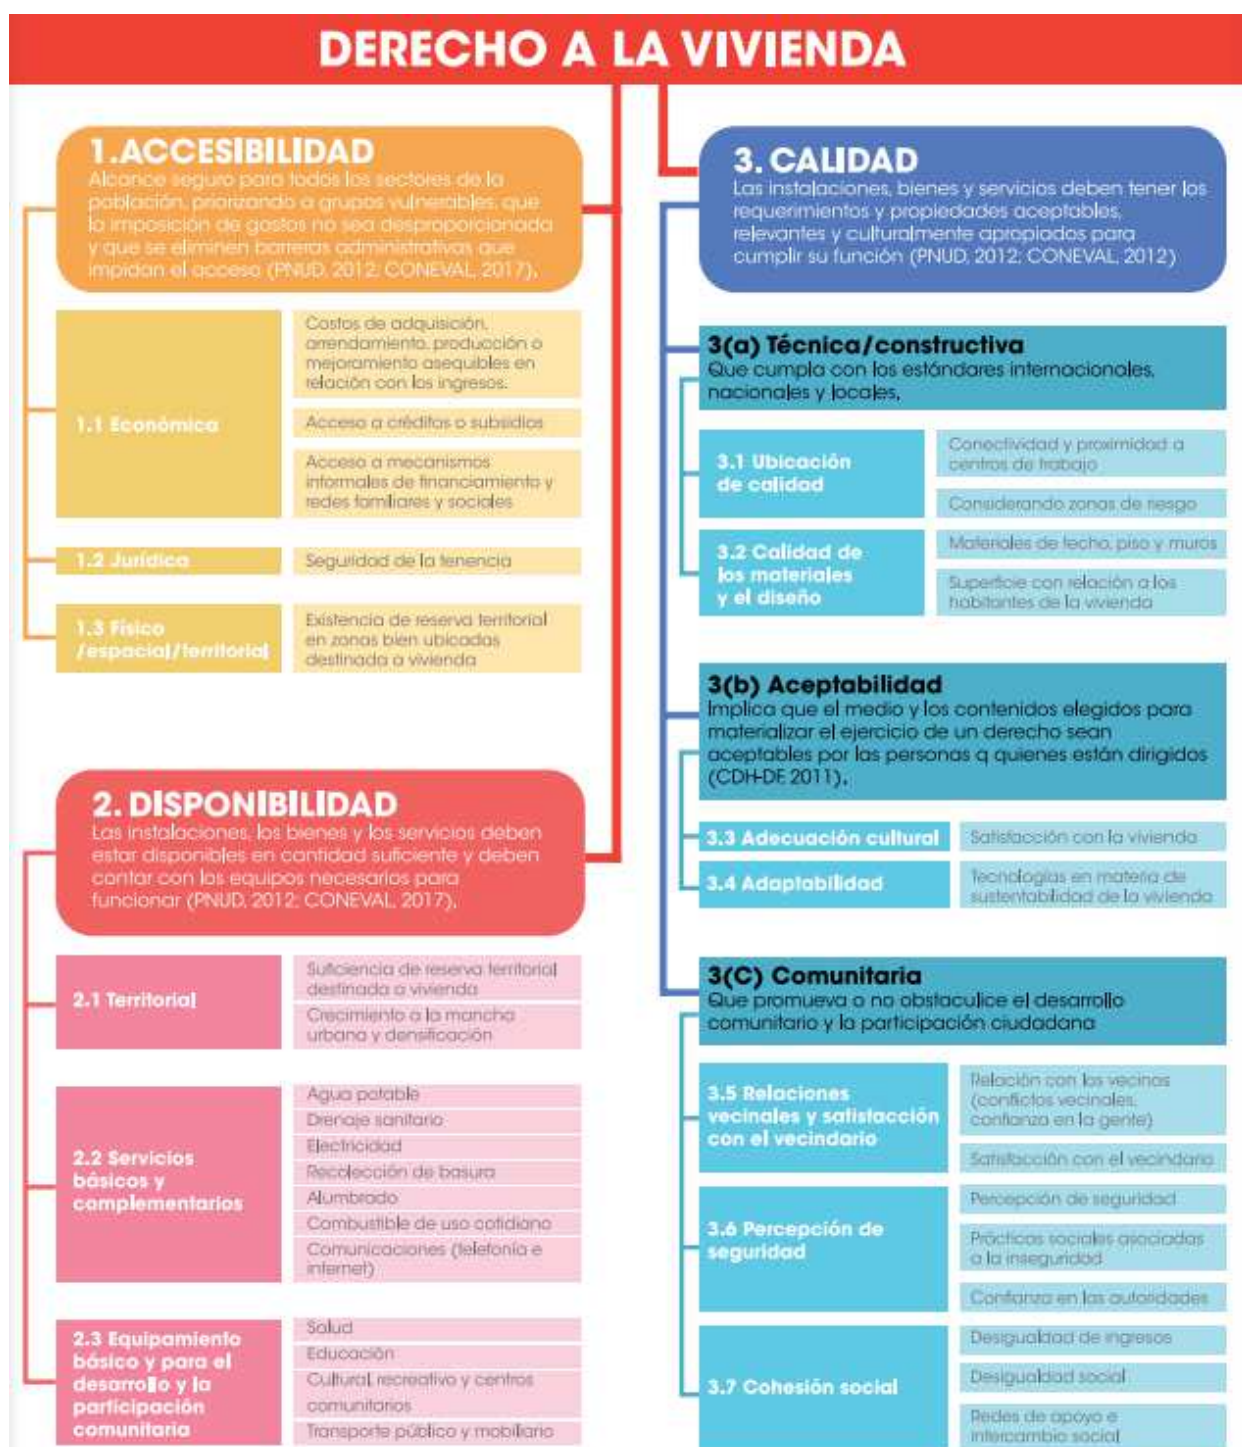 DERECHO A LA VIVIENDA
1. ACCESIBILIDAD
Alcance seguro para todos los sectores de la
población, priorizando a grupos vulnerables, que
la imposición de gastos no sea desproporcionada
y que se eliminen barreras administrativas que
impidan el acceso (PNUD, 2012; CONEVAL, 2017).
1.1 Económica
Costos de adquisición,
arrendamiento, producción o
mejoramiento asequibles en
relación con los ingresos.
Acceso a créditos o subsidios
Acceso a mecanismos
informales de financiamiento y
redes familiares y sociales
1.2 Jurídica
Seguridad de la tenencia
1.3 Físico
/espacial/territorial
Existencia de reserva territorial
en zonas bien ubicadas
destinada a vivienda
2. DISPONIBILIDAD
Las instalaciones, los bienes y los servicios deben
estar disponibles en cantidad suficiente y deben
contar con los equipos necesarios para
funcionar (PNUD, 2012; CONEVAL, 2017).
2.1 Territorial
Suficiencia de reserva territorial
destinada a vivienda
Crecimiento a la mancha
urbana y densificación
2.2 Servicios
básicos y
complementarios
Agua potable
Drenaje sanitario
Electricidad
Recolección de basura
Alumbrado
Combustible de uso cotidiano
Comunicaciones (telefonía e
internet)
2.3 Equipamiento
básico y para el
desarrollo y la
participación
comunitaria
Salud
Educación
Cultural, recreativo y centros
comunitarios
Transporte público y mobiliario
3. CALIDAD
Las instalaciones, bienes y servicios deben tener los
requerimientos y propiedades aceptables,
relevantes y culturalmente apropiados para
cumplir su función (PNUD, 2012; CONEVAL, 2012)
3(a) Técnica/constructiva
Que cumpla con los estándares internacionales,
nacionales y locales.
3.1 Ubicación
de calidad
Conectividad y proximidad a
centros de trabajo
Considerando zonas de riesgo
3.2 Calidad de
los materiales
y el diseño
Materiales de techo, piso y muros
Superficie con relación a los
habitantes de la vivienda
3(b) Aceptabilidad
Implica que el medio y los contenidos elegidos para
materializar el ejercicio de un derecho sean
aceptables por las personas q quienes están dirigidos
(CDH-DF, 2011).
3.3 Adecuación cultural
Satisfacción con la vivienda
3.4 Adaptabilidad
Tecnologías en materia de
sustentabilidad de la vivienda
3(C) Comunitaria
Que promueva o no obstaculice el desarrollo
comunitario y la participación ciudadana
3.5 Relaciones
vecinales y satisfacción
con el vecindario
Relación con los vecinos
(conflictos vecinales,
confianza en la gente)
Satisfacción con el vecindario
3.6 Percepción de
seguridad
Percepción de seguridad
Prácticas sociales asociadas
a la inseguridad
Confianza en las autoridades
3.7 Cohesión social
Desigualdad de ingresos
Desigualdad social
Redes de apoyo e
intercambio social